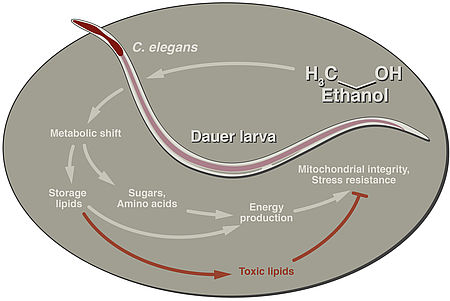 C. elegans
H3C OH
Ethanol
Metabolic shift
Dauer larva
Mitochondrial integrity,
Stress resistance
Storage
lipids
Sugars,
Amino acids
Energy
production
Toxic lipids